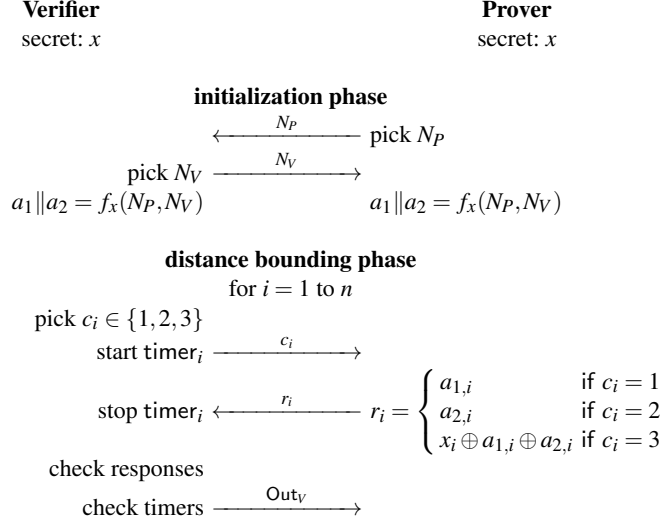 Verifier Prover
secret: x secret: x
initialization phase
N_P pick N_P
pick N_V N_V
a_1‖a_2 = f_x(N_P, N_V) a_1‖a_2 = f_x(N_P, N_V)
distance bounding phase
for i = 1 to n
pick c_i ∈ {1,2,3}
start timer_i c_i
stop timer_i r_i r_i = { a_{1,i} if c_i = 1
a_{2,i} if c_i = 2
x_i ⊕ a_{1,i} ⊕ a_{2,i} if c_i = 3
check responses
check timers Out_V